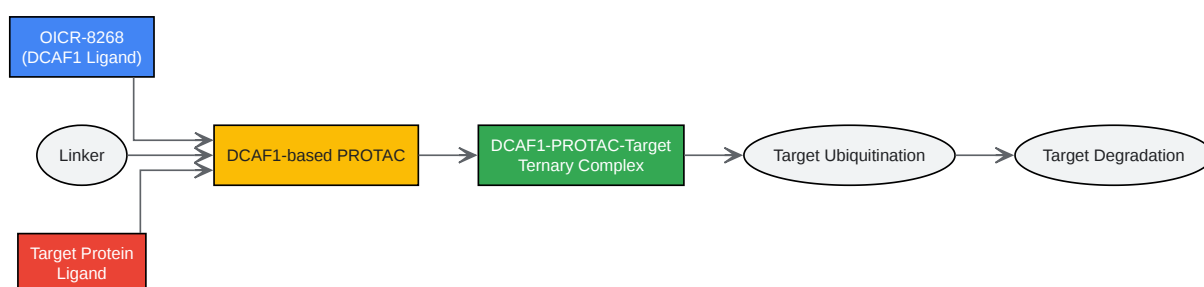 OICR-8268
(DCAF1 Ligand)
Linker
DCAF1-based PROTAC
DCAF1-PROTAC-Target
Ternary Complex
Target Ubiquitination
Target Degradation
Target Protein
Ligand